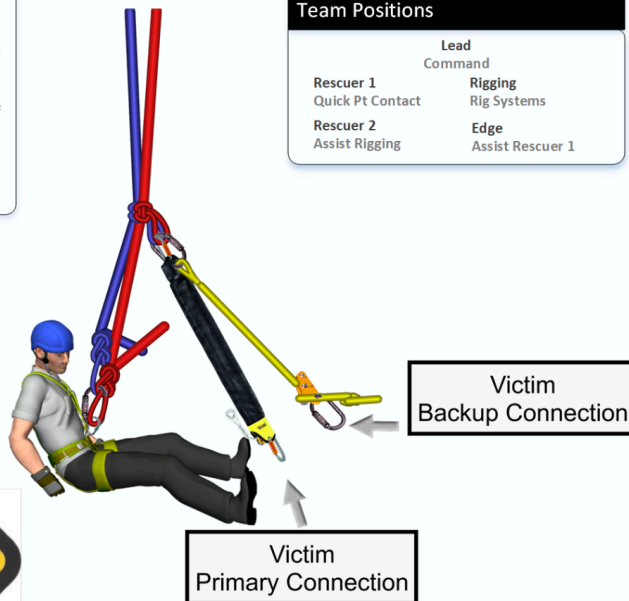 Team Positions
Lead
Command
Rescuer 1
Quick Pt Contact
Rigging
Rig Systems
Rescuer 2
Assist Rigging
Edge
Assist Rescuer 1
Victim
Backup Connection
Victim
Primary Connection